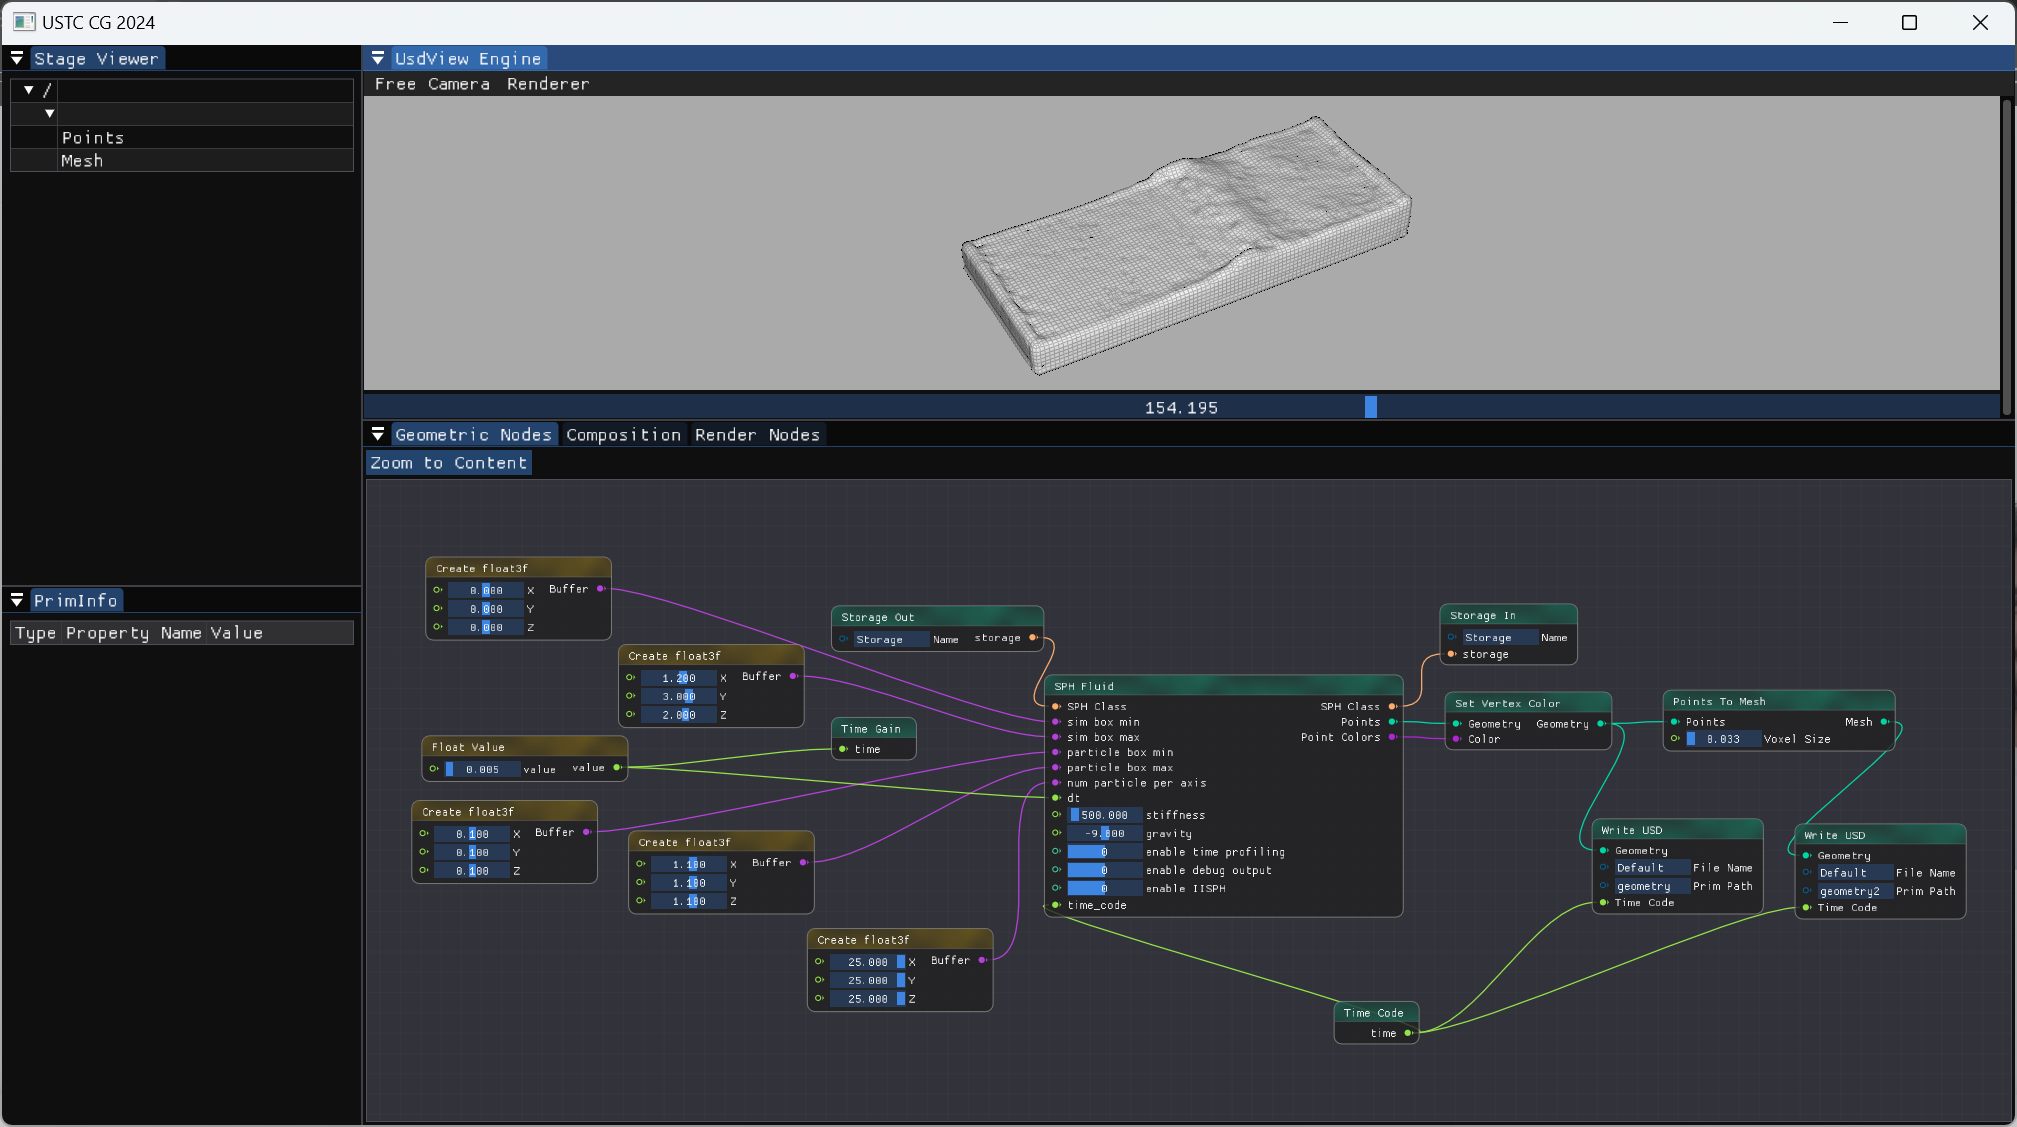 USTC CG 2024
Stage Viewer
/
Points
Mesh
PrimInfo
Type Property Name Value
UsdView Engine
Free Camera Renderer
154.195
Geometric Nodes Composition Render Nodes
Zoom to Content
Create float3f
0.000 X Buffer
0.000 Y
0.000 Z
Create float3f
1.200 X Buffer
3.000 Y
2.000 Z
Float Value
0.005 value value
Create float3f
0.100 X Buffer
0.100 Y
0.100 Z
Create float3f
1.100 X Buffer
1.100 Y
1.100 Z
Create float3f
25.000 X Buffer
25.000 Y
25.000 Z
Storage Out
Storage Name storage
Time Gain
time
SPH Fluid
SPH Class SPH Class
sim box min Points
sim box max Point Colors
particle box min
particle box max
num particle per axis
dt
500.000 stiffness
-9.800 gravity
0 enable time profiling
0 enable debug output
0 enable IISPH
time_code
Storage In
Storage Name
storage
Set Vertex Color
Geometry Geometry
Color
Points To Mesh
Points Mesh
0.033 Voxel Size
Write USD
Geometry
Default File Name
geometry Prim Path
Time Code
Write USD
Geometry
Default File Name
geometry2 Prim Path
Time Code
Time Code
time